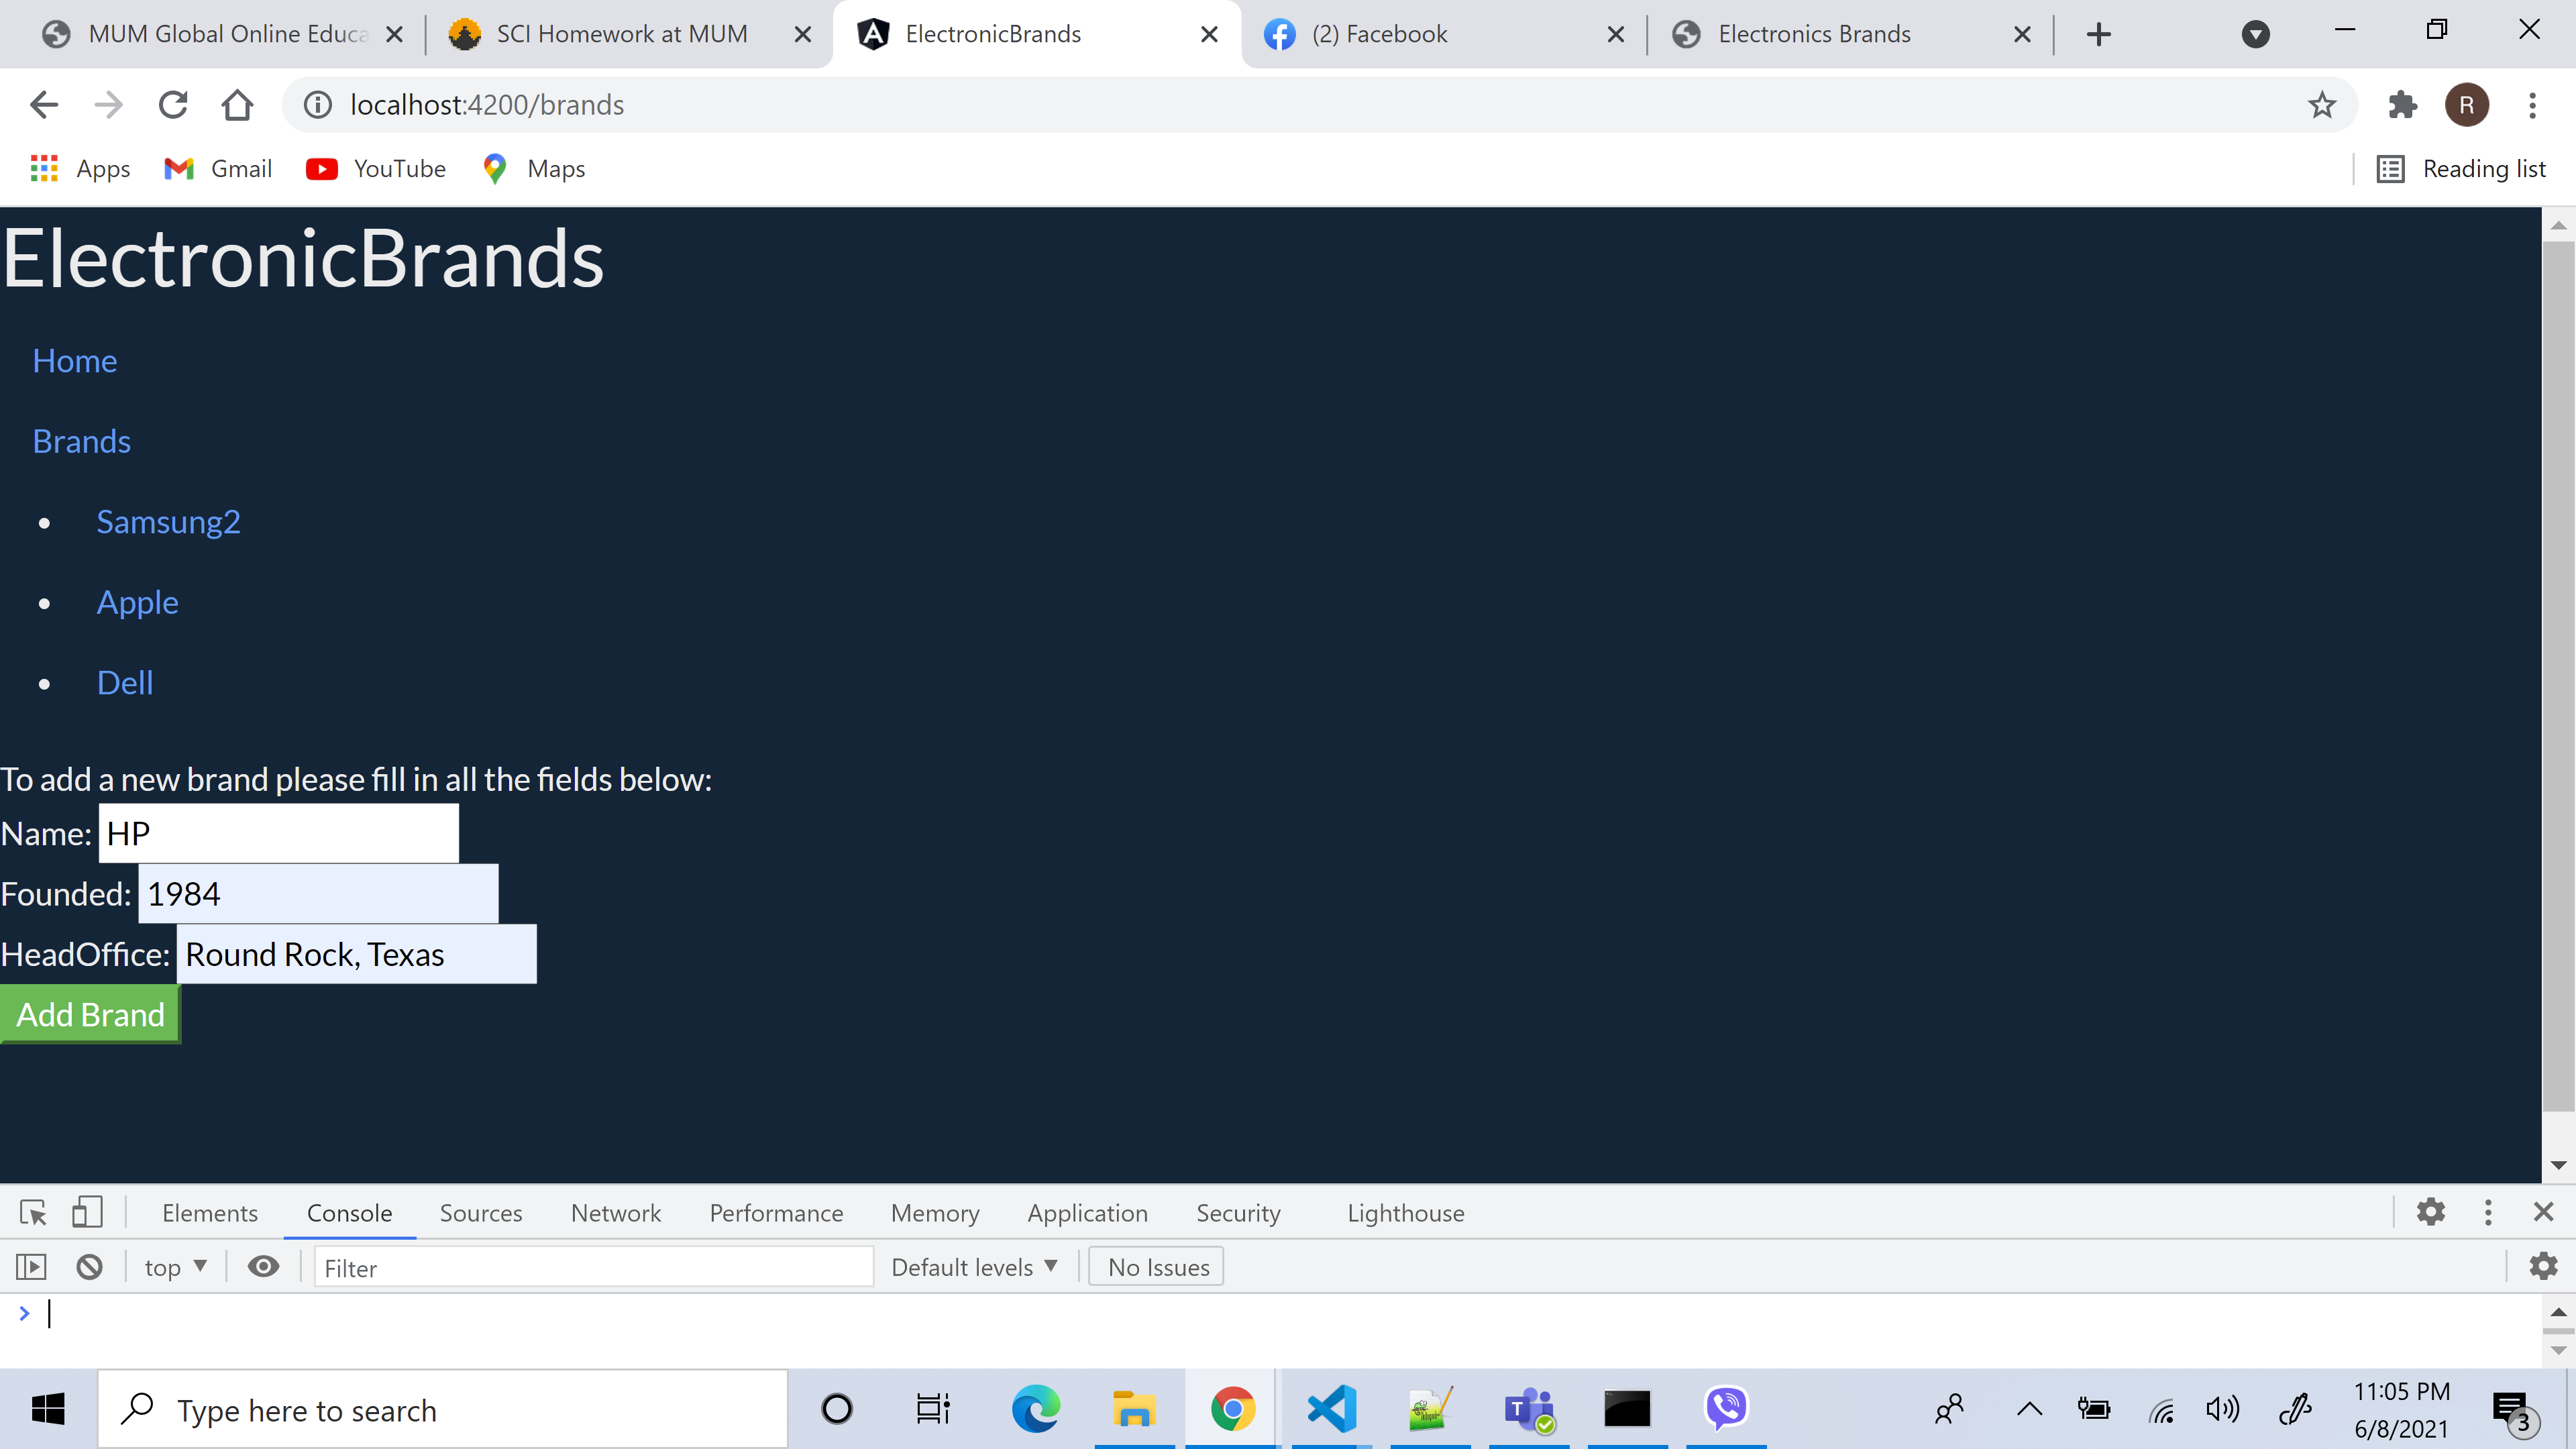 MUM Global Online Educa
SCI Homework at MUM
ElectronicBrands
(2) Facebook
Electronics Brands
localhost:4200/brands
R
Apps
Gmail
YouTube
Maps
Reading list
ElectronicBrands
Home
Brands
Samsung2
Apple
Dell
To add a new brand please fill in all the fields below:
Name: HP
Founded: 1984
HeadOffice: Round Rock, Texas
Add Brand
Elements Console Sources Network Performance Memory Application Security Lighthouse
top Filter Default levels No Issues
Type here to search
11:05 PM
6/8/2021
3